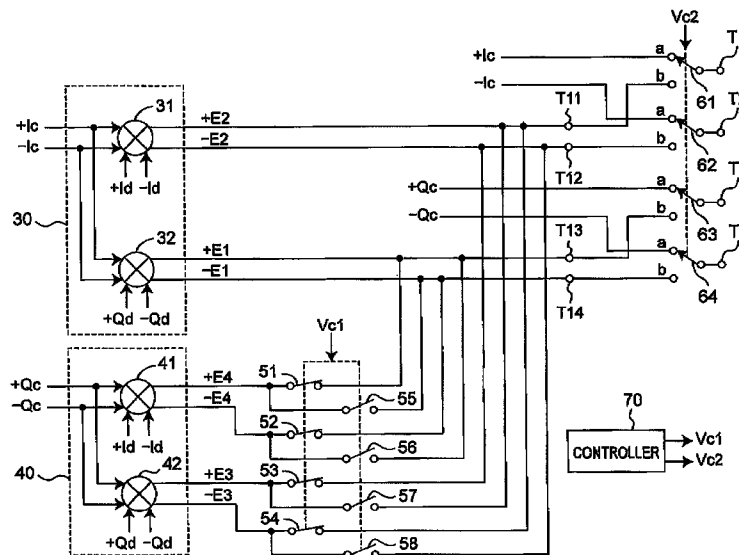 Vc2
+Ic
a
T
-Ic
b
61
31
+E2
T11
a
T
+Ic
-Ic
-E2
b
62
T12
+Id -Id
+Qc
a
T
30
32
-Qc
b
63
+E1
T13
a
T
-E1
b
64
+Qd -Qd
T14
Vc1
41
51
+Qc
+E4
55
-Qc
-E4
52
70
+Id -Id
56
CONTROLLER
Vc1
Vc2
40
42
+E3
53
57
-E3
54
+Qd -Qd
58